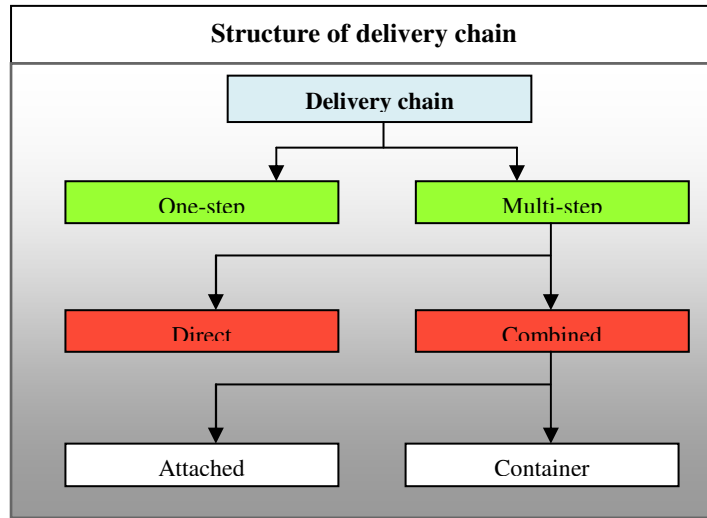 Structure of delivery chain
Delivery chain
One-step
Multi-step
Direct
Combined
Attached
Container